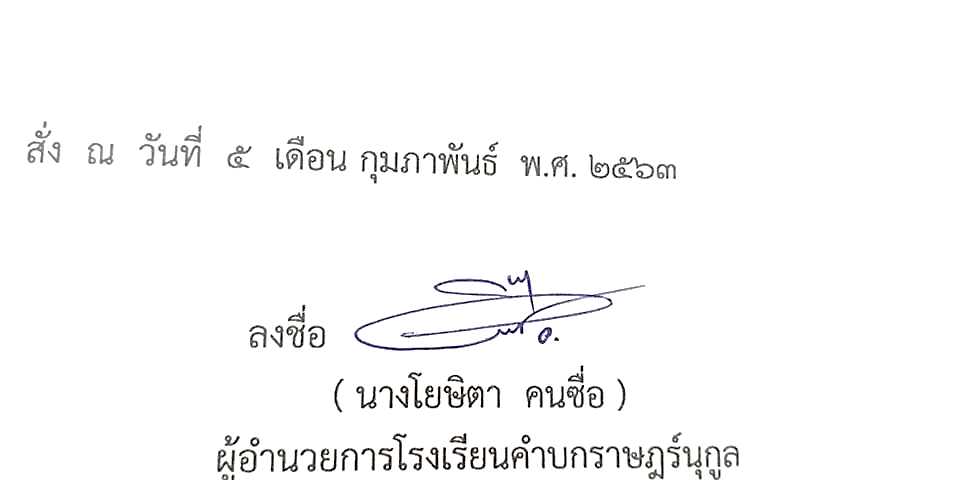 สั่ง ณ วันที่ ๕ เดือน กุมภาพันธ์ พ.ศ. ๒๕๖๓
ลงชื่อ
( นางโยษิตา คนซื่อ )
ผู้อำนวยการโรงเรียนคำบกราษฎร์นุกูล